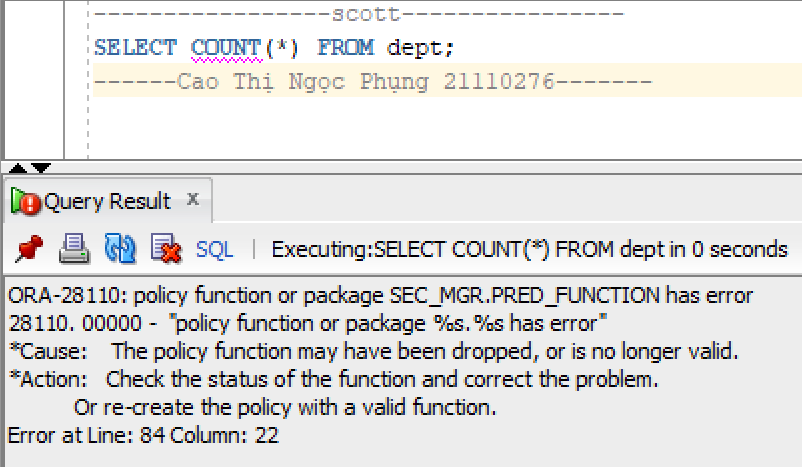 -----------------scott----------------
SELECT COUNT(*) FROM dept;
------Cao Thị Ngọc Phụng 21110276-------
Query Result x
SQL | Executing:SELECT COUNT(*) FROM dept in 0 seconds
ORA-28110: policy function or package SEC_MGR.PRED_FUNCTION has error
28110. 00000 - "policy function or package %s.%s has error"
*Cause: The policy function may have been dropped, or is no longer valid.
*Action: Check the status of the function and correct the problem.
Or re-create the policy with a valid function.
Error at Line: 84 Column: 22